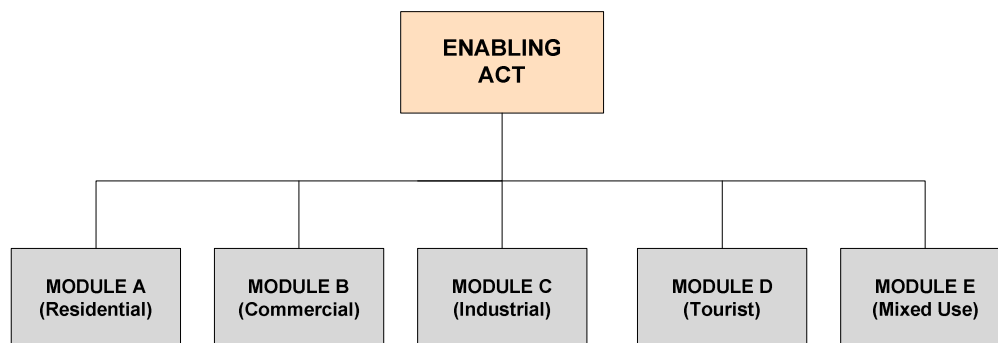 ENABLING
ACT
MODULE A
(Residential)
MODULE B
(Commercial)
MODULE C
(Industrial)
MODULE D
(Tourist)
MODULE E
(Mixed Use)